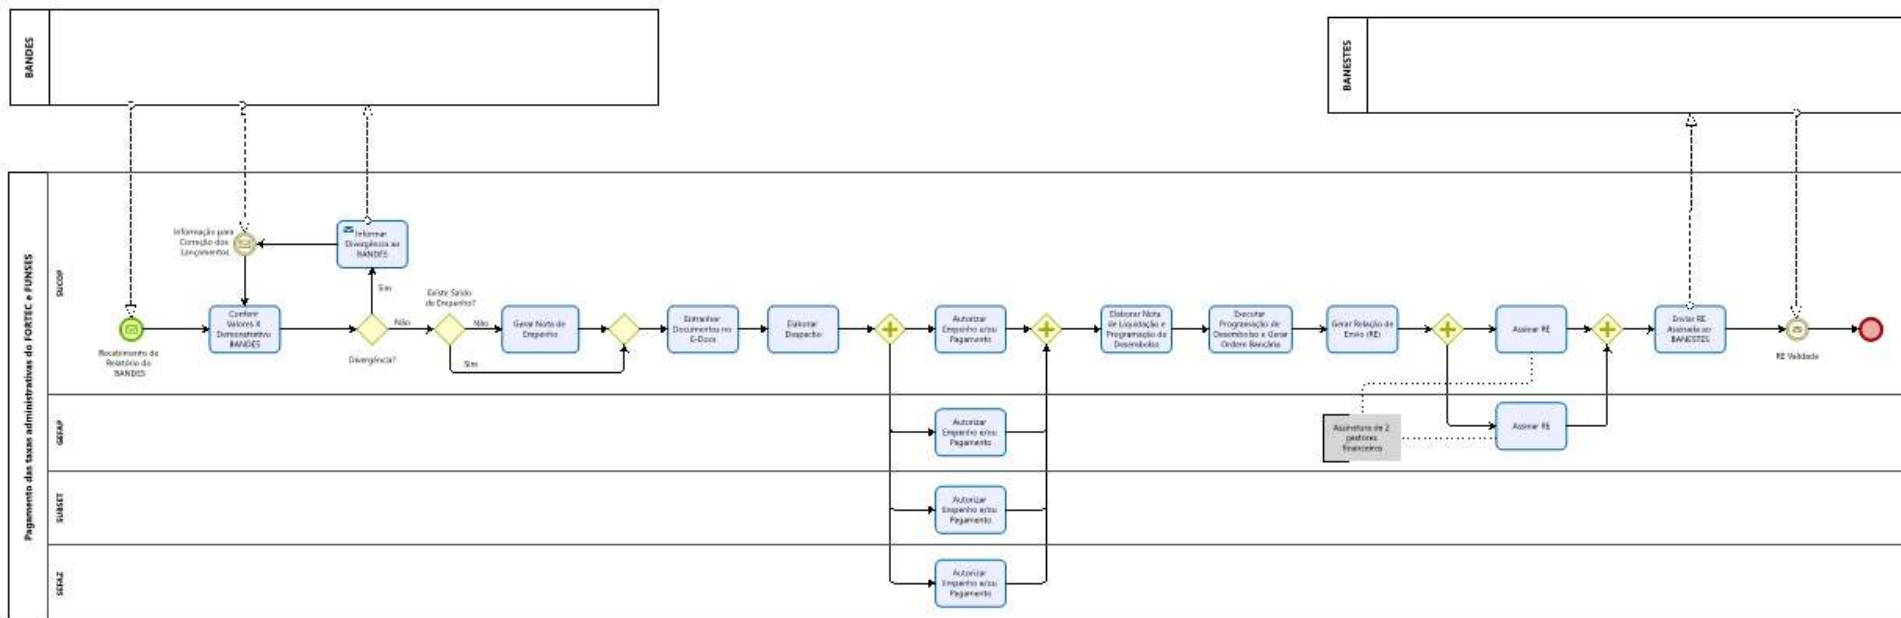 BANDES
BANESTES
Pagamento das taxas administrativas do FORTEC e FUNSES
SUCOP
GEFAP
SUBSET
SEFAZ
Recebimento de
Relatório do
BANDES
Informação para
Correção dos
Lançamentos
Conferir
Valores X
Demonstrativo
BANDES
Informar
Divergência ao
BANDES
Sim
Divergência?
Não
Existe Saldo
de Empenho?
Não
Sim
Gerar Nota de
Empenho
Entranhar
Documentos no
E-Docs
Elaborar
Despacho
Autorizar
Empenho e/ou
Pagamento
Autorizar
Empenho e/ou
Pagamento
Autorizar
Empenho e/ou
Pagamento
Autorizar
Empenho e/ou
Pagamento
Elaborar Nota
de Liquidação e
Programação de
Desembolso
Executar
Programação de
Desembolso e Gerar
Ordem Bancária
Gerar Relação de
Envio (RE)
Assinar RE
Assinar RE
Assinatura de 2
gestores
financeiros
Enviar RE
Assinada ao
BANESTES
RE Validada